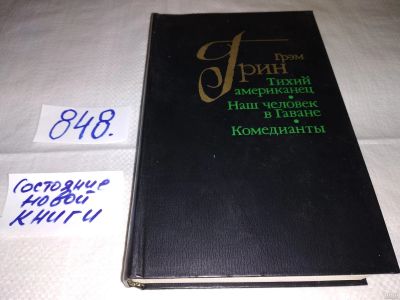 Грэм
Грин
Тихий
американец
Наш человек
в Гаване
Комедианты
848.
Состояние
новой
книги